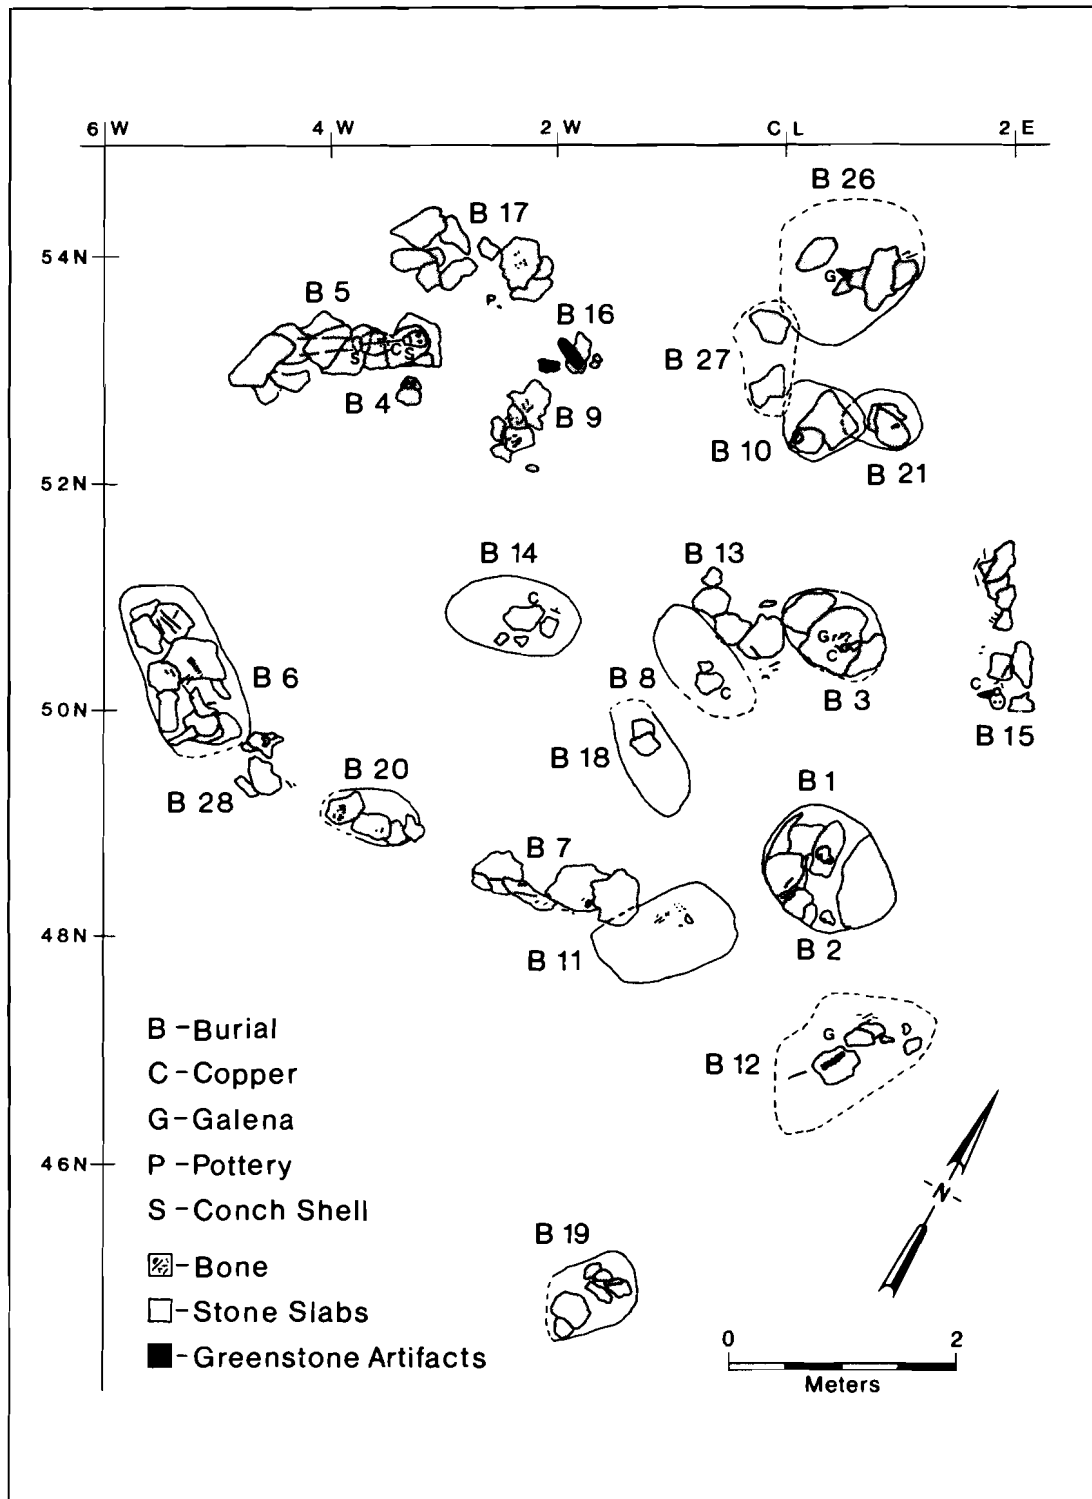 6 W 4 W 2 W C L 2 E
B 26
B 17
54N
G
B 5
P
B 16
S C S
B 27
B 4
B 9
B 10
B 21
52N
B 14
B 13
C
G
C
B 6
B 8
C
B 3
C
50N
B 15
B 18
B 28
B 20
B 1
B 7
48N
B 11
B 2
B - Burial
G
B 12
C - Copper
G - Galena
46N
P - Pottery
N
S - Conch Shell
B 19
- Bone
- Stone Slabs
0 2
- Greenstone Artifacts
Meters